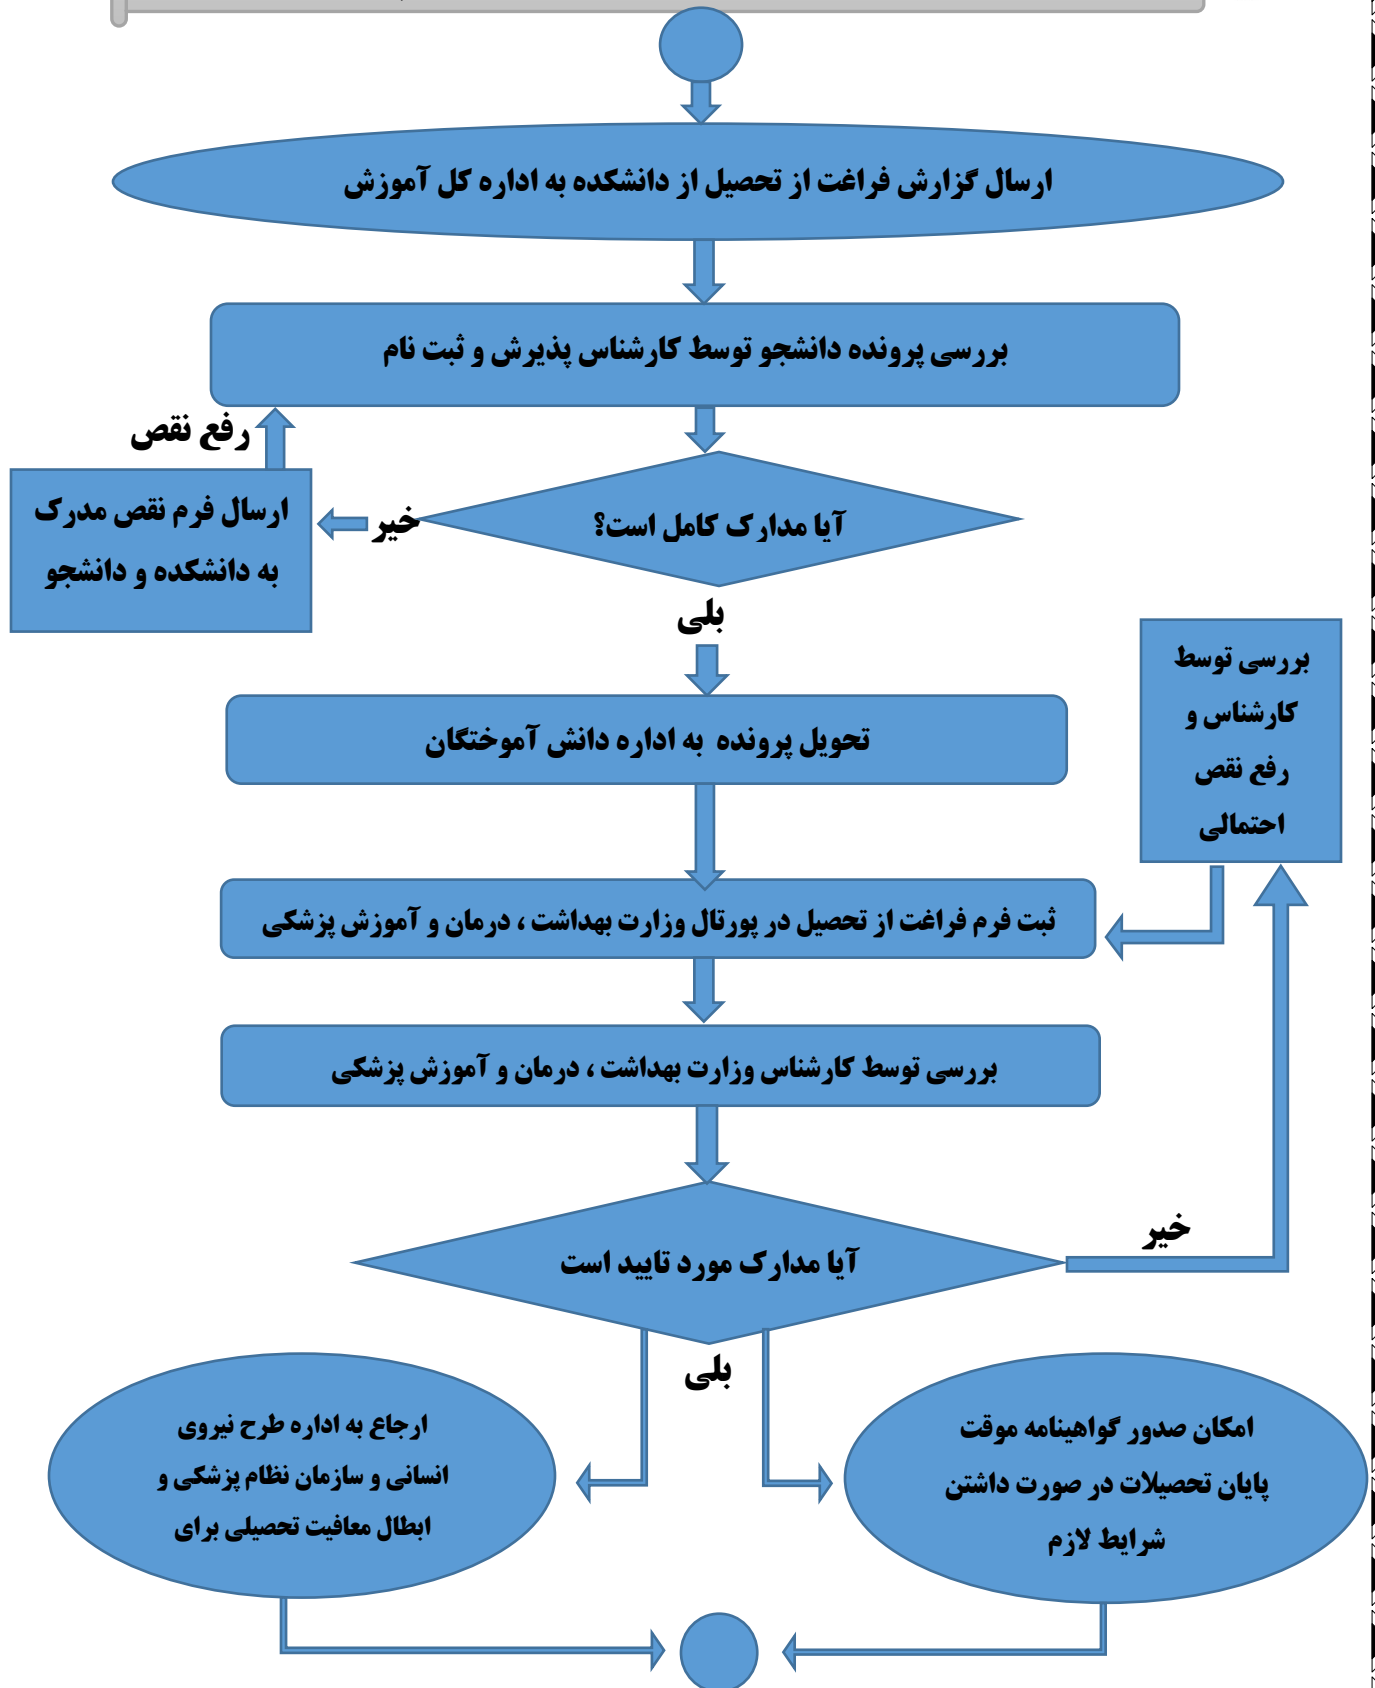 ارسال گزارش فراغت از تحصیل از دانشکده به اداره کل آموزش
بررسی پرونده دانشجو توسط کارشناس پذیرش و ثبت نام
رفع نقص
ارسال فرم نقص مدرک
به دانشکده و دانشجو
خیر
آیا مدارک کامل است؟
بلی
بررسی توسط
کارشناس و
رفع نقص
احتمالی
تحویل پرونده به اداره دانش آموختگان
ثبت فرم فراغت از تحصیل در پورتال وزارت بهداشت ، درمان و آموزش پزشکی
بررسی توسط کارشناس وزارت بهداشت ، درمان و آموزش پزشکی
آیا مدارک مورد تایید است
خیر
بلی
امکان صدور گواهینامه موقت
پایان تحصیلات در صورت داشتن
شرایط لازم
ارجاع به اداره طرح نیروی
انسانی و سازمان نظام پزشکی و
ابطال معافیت تحصیلی برای